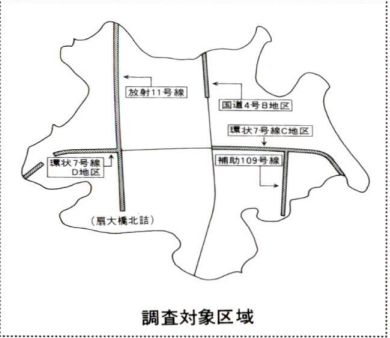 放射11号線
国道4号B地区
環状7号線C地区
環状7号線
D地区
補助109号線
(扇大橋北詰)
調査対象区域